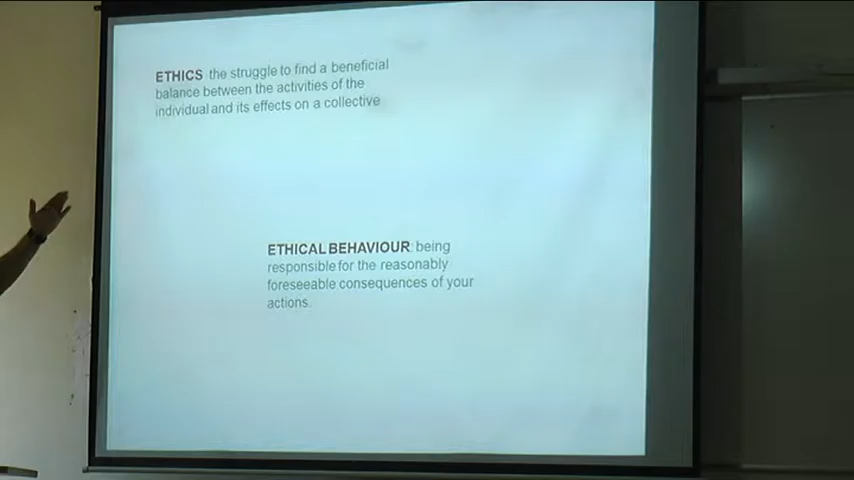 ETHICS the struggle to find a beneficial
balance between the activities of the
individual and its effects on a collective
ETHICAL BEHAVIOUR being
responsible for the reasonably
foreseeable consequences of your
actions.